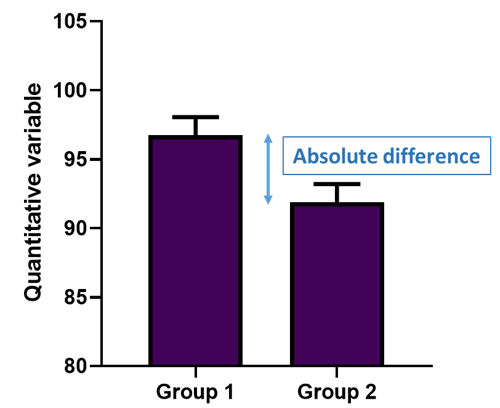 Quantitative variable
105
100
95
90
85
80
Absolute difference
Group 1
Group 2